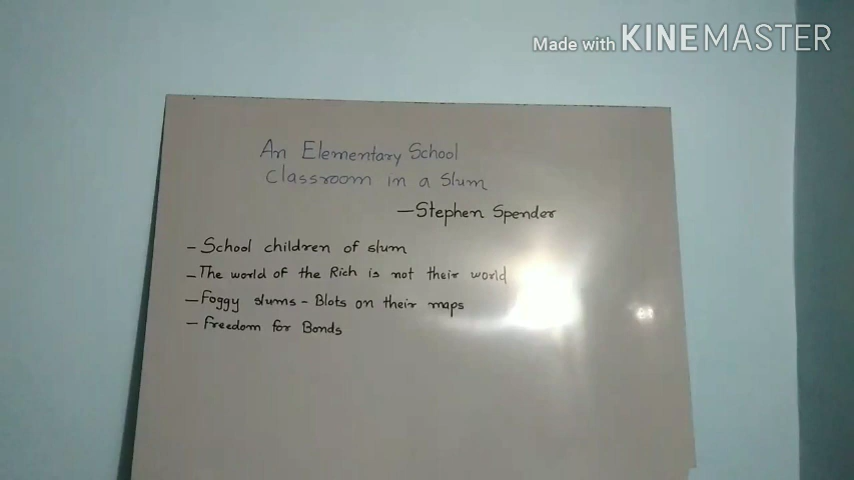 Made with KINEMASTER
An Elementary School
Classroom in a Slum
- Stephen Spender
- School children of slum
- The world of the Rich is not their world
- Foggy slums - Blots on their maps
- Freedom for Bonds